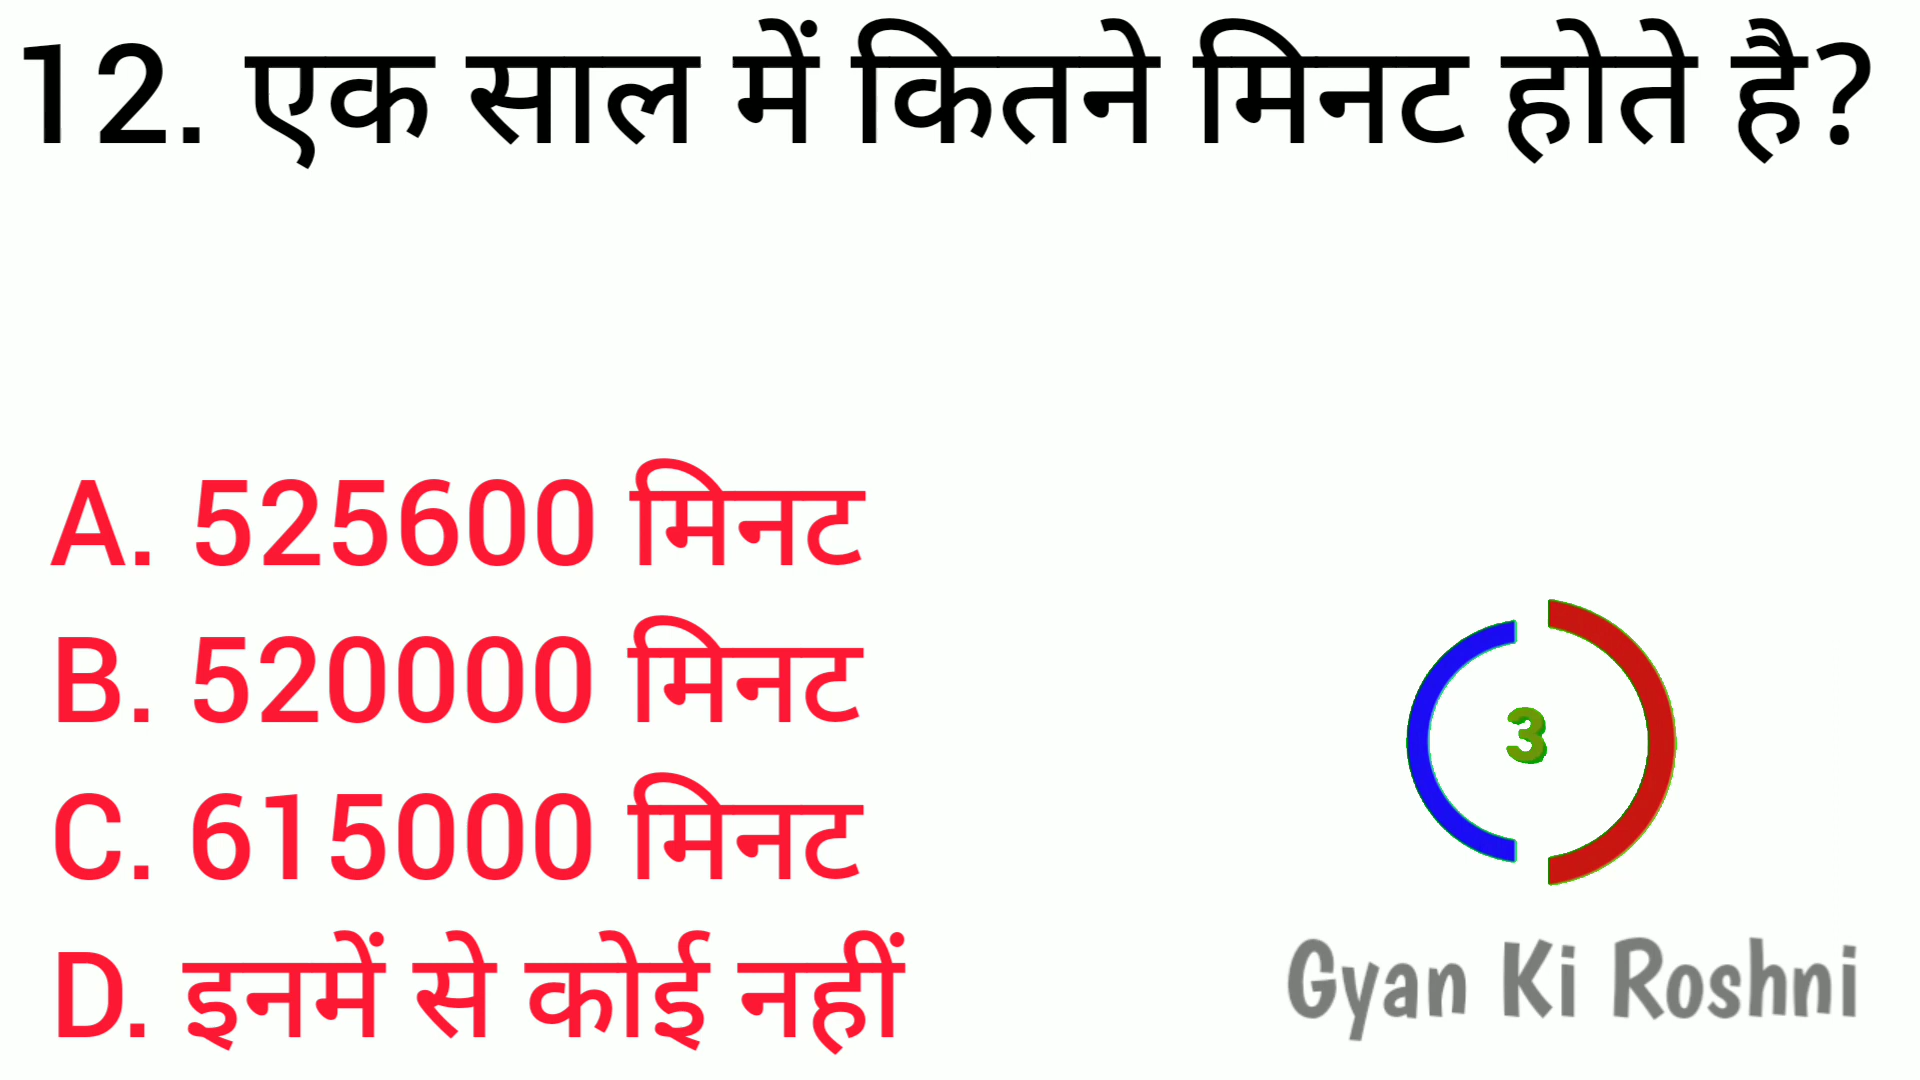 12. एक साल में कितने मिनट होते है?
A. 525600 मिनट
B. 520000 मिनट
C. 615000 मिनट
D. इनमें से कोई नहीं
3
Gyan Ki Roshni